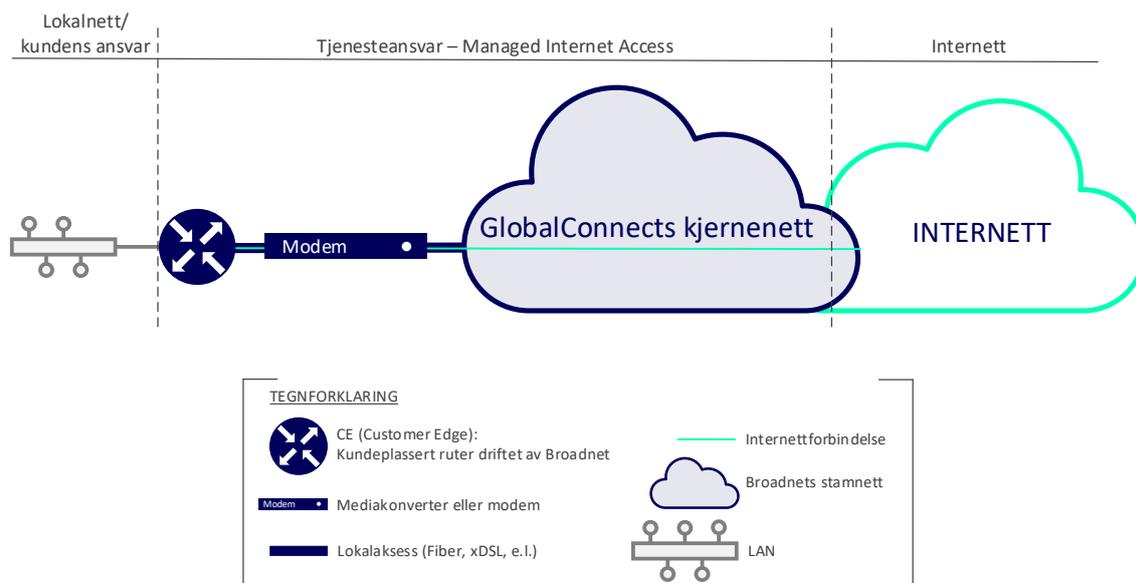 Lokalnett/
kundens ansvar
Tjenesteansvar – Managed Internet Access
Internett
Modem
GlobalConnects kjernenett
INTERNETT
TEGNFORKLARING
CE (Customer Edge):
Kundeplassert ruter driftet av Broadnet
Modem
Mediakonverter eller modem
Lokalaksess (Fiber, xDSL, e.l.)
Internettforbindelse
Broadnets stamnett
LAN